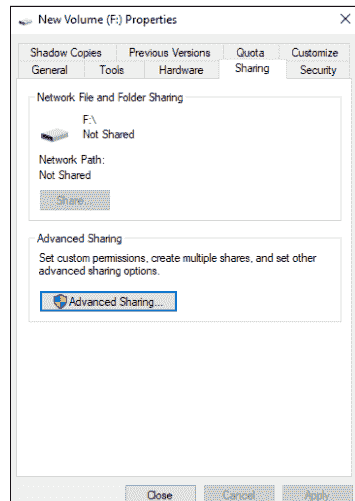 New Volume (F:) Properties
Shadow Copies Previous Versions Quota Customize
General Tools Hardware Sharing Security
Network File and Folder Sharing
F:\
Not Shared
Network Path:
Not Shared
Share...
Advanced Sharing
Set custom permissions, create multiple shares, and set other
advanced sharing options.
Advanced Sharing...
Close Cancel Apply